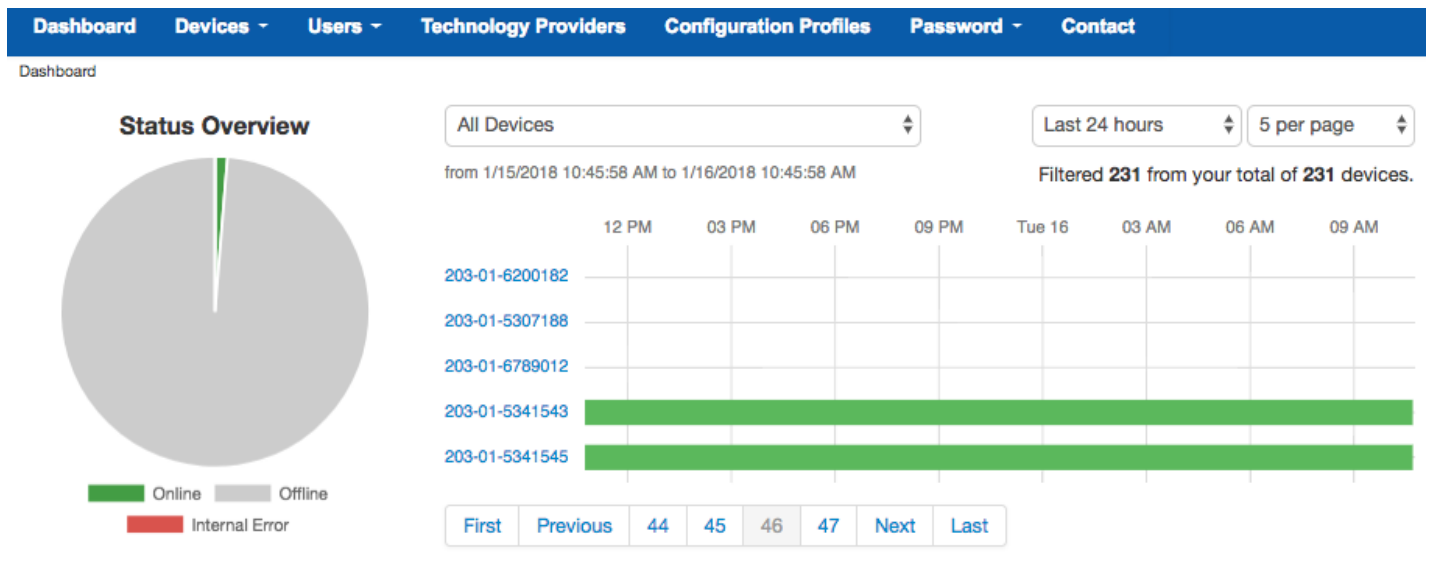 Dashboard Devices Users Technology Providers Configuration Profiles Password Contact
Dashboard
Status Overview
Online Offline
Internal Error
All Devices Last 24 hours 5 per page
from 1/15/2018 10:45:58 AM to 1/16/2018 10:45:58 AM Filtered 231 from your total of 231 devices.
12 PM 03 PM 06 PM 09 PM Tue 16 03 AM 06 AM 09 AM
203-01-6200182
203-01-5307188
203-01-6789012
203-01-5341543
203-01-5341545
First Previous 44 45 46 47 Next Last